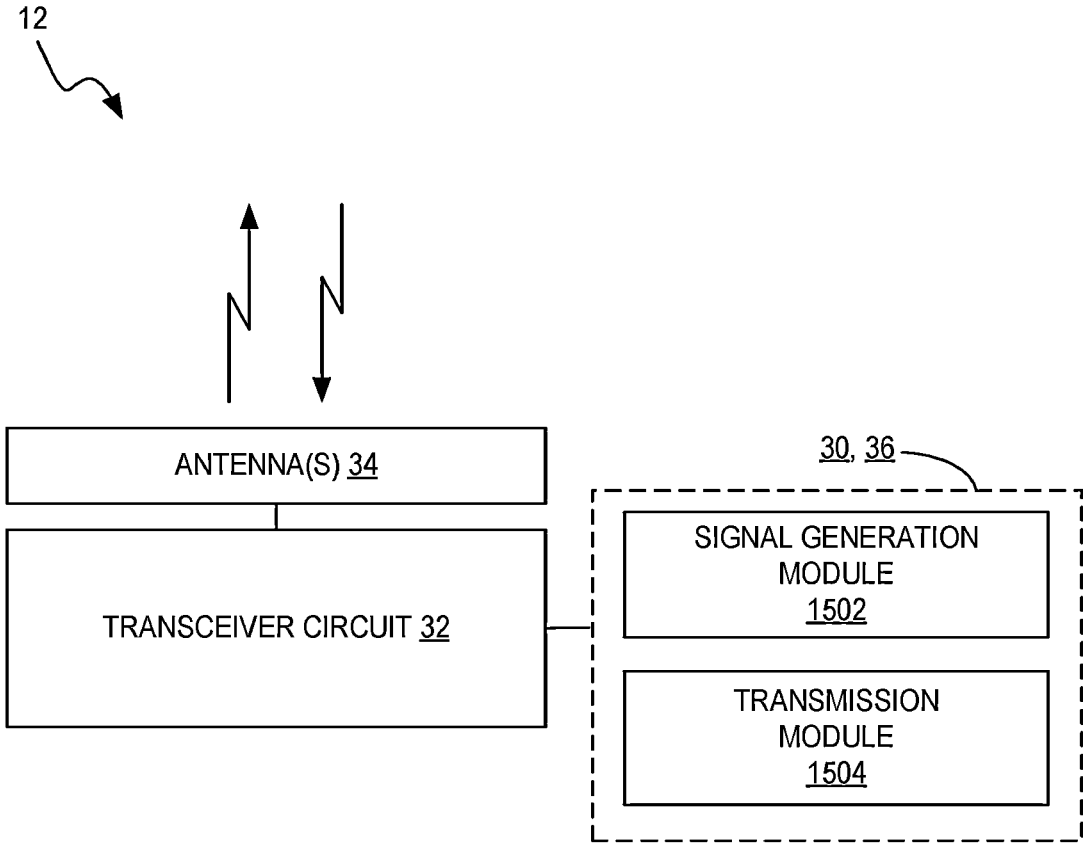 12
ANTENNA(S) 34
30, 36
SIGNAL GENERATION
MODULE
1502
TRANSCEIVER CIRCUIT 32
TRANSMISSION
MODULE
1504